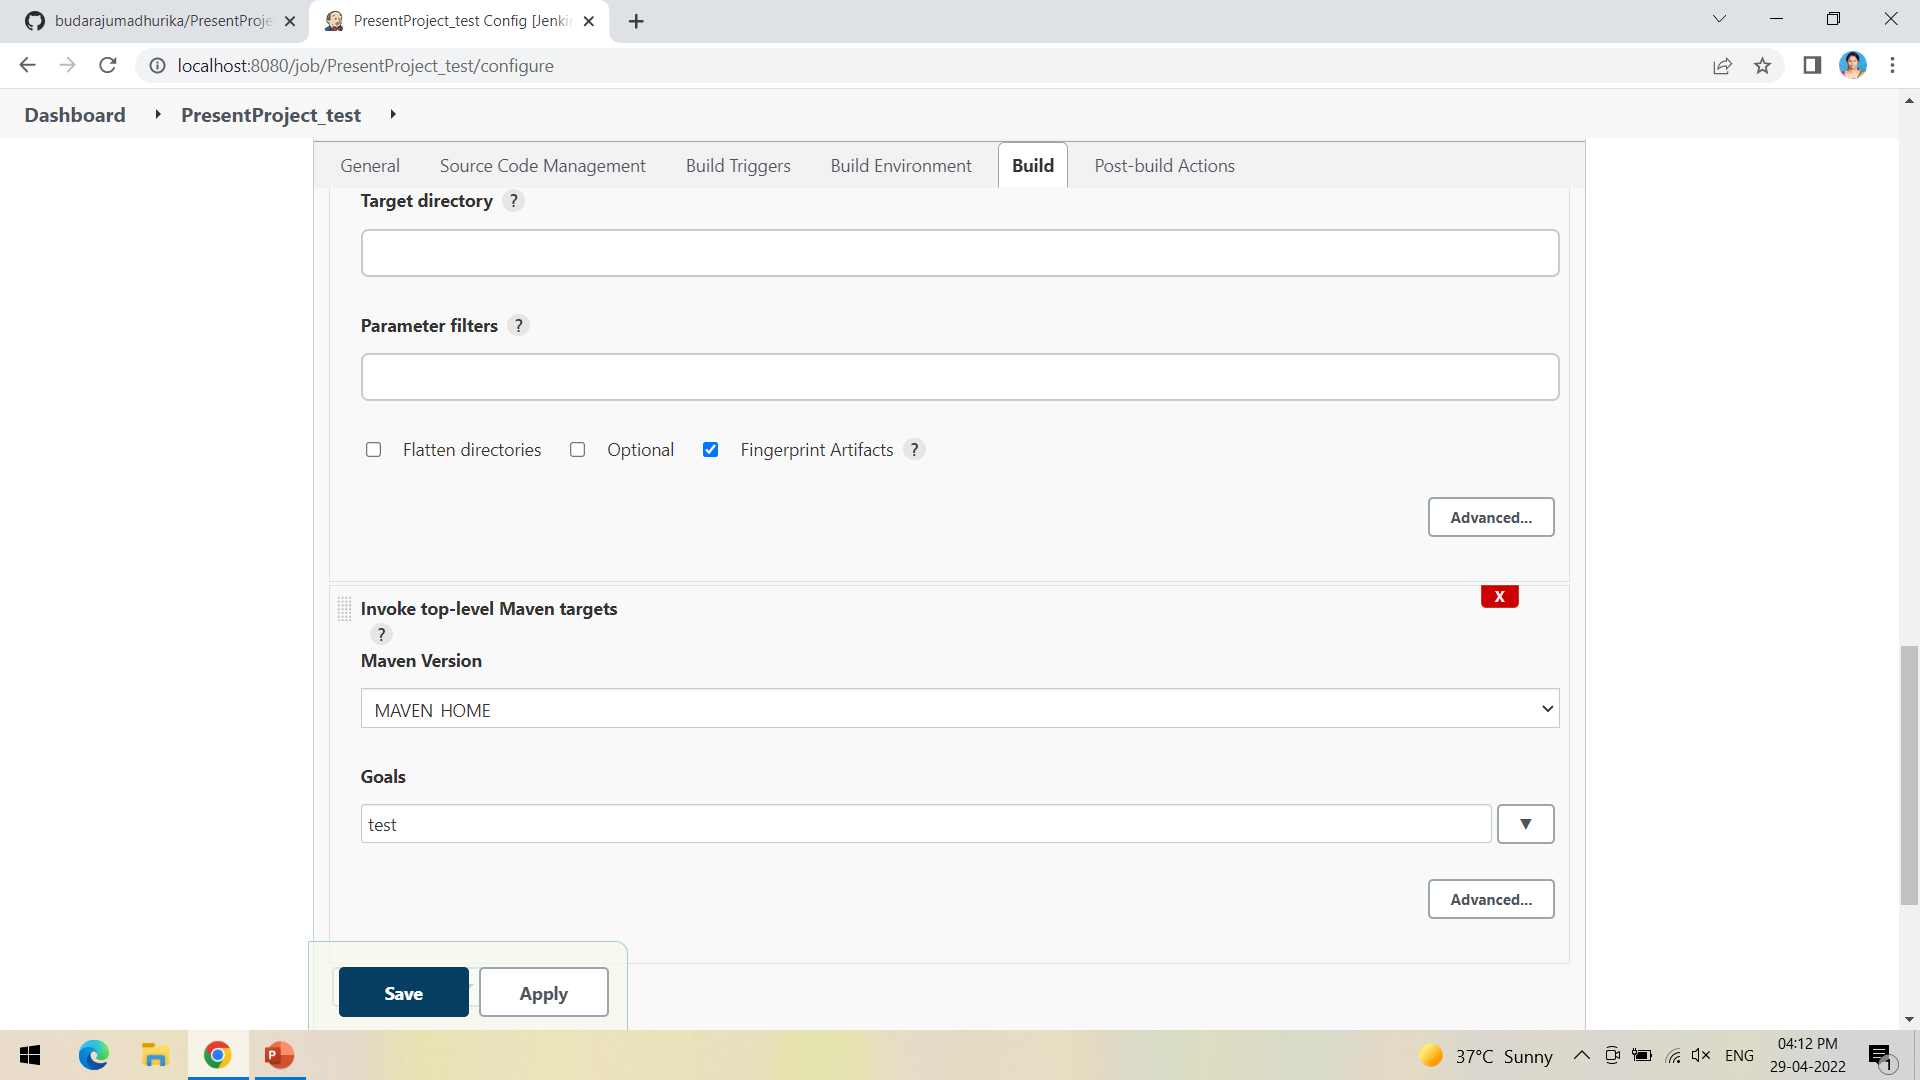 budarajumadhurika/PresentProje
PresentProject_test Config [Jenki
localhost:8080/job/PresentProject_test/configure
Dashboard
PresentProject_test
General
Source Code Management
Build Triggers
Build Environment
Build
Post-build Actions
Target directory ?
Parameter filters ?
Flatten directories
Optional
Fingerprint Artifacts ?
Advanced...
Invoke top-level Maven targets
X
?
Maven Version
MAVEN_HOME
Goals
test
Advanced...
Save
Apply
37°C Sunny
ENG
04:12 PM
29-04-2022
1